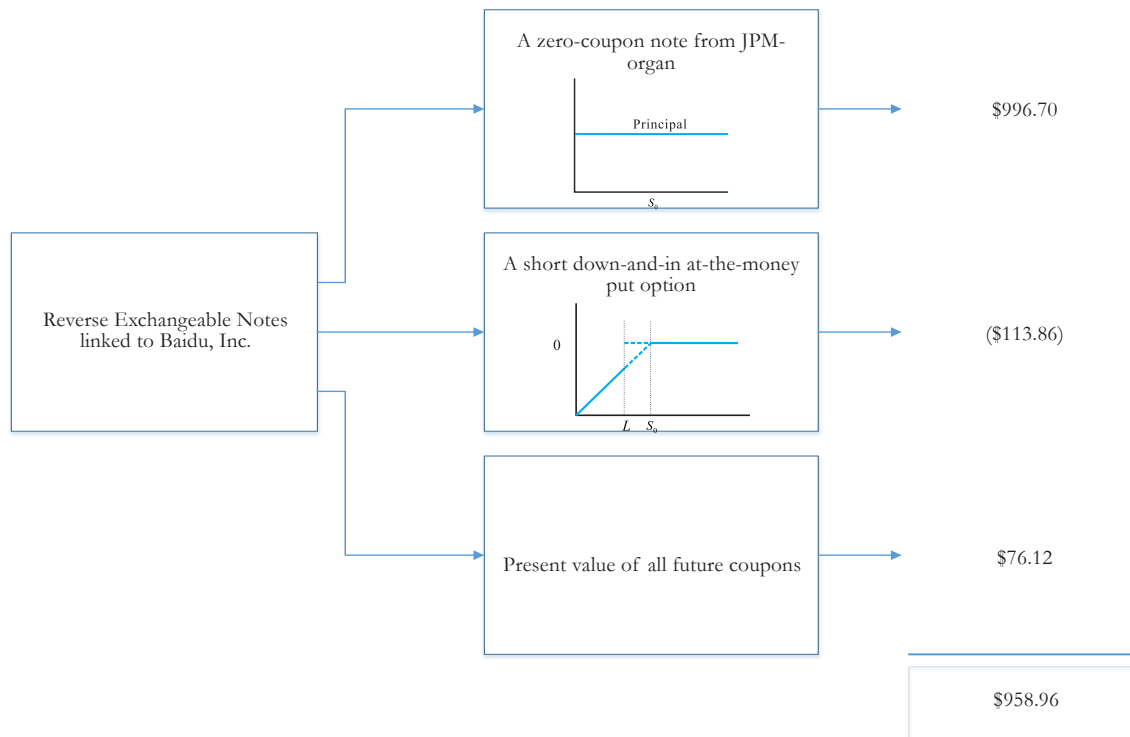 A zero-coupon note from JPM-
organ
Principal
S₀
$996.70
Reverse Exchangeable Notes
linked to Baidu, Inc.
A short down-and-in at-the-money
put option
0
L S₀
($113.86)
Present value of all future coupons
$76.12
$958.96